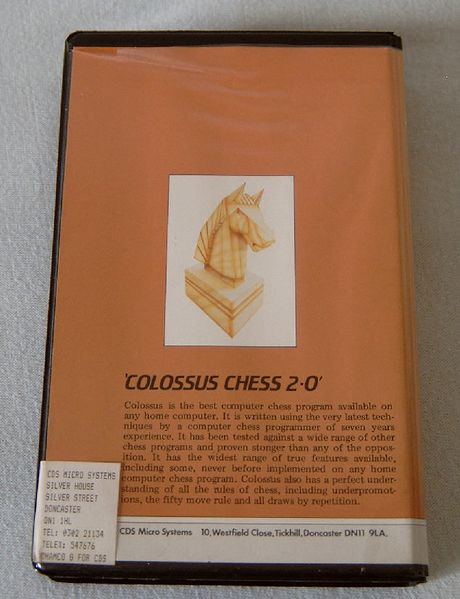 'COLOSSUS CHESS 2·0'
Colossus is the best computer chess program available on
any home computer. It is written using the very latest tech-
niques by a computer chess programmer of seven years
experience. It has been tested against a wide range of other
chess programs and proven stonger than any of the oppos-
ition. It has the widest range of true features available,
including some, never before implemented on any home
computer chess program. Colossus also has a perfect under-
standing of all the rules of chess, including underpromot-
ions, the fifty move rule and all draws by repetition.
CDS MICRO SYSTEMS
SILVER HOUSE
SILVER STREET
DONCASTER
DN1 1HL
TEL: 0302 21134
TELEX: 547676
CHAMCO G FOR CDS
CDS Micro Systems 10, Westfield Close, Tickhill, Doncaster DN11 9LA.